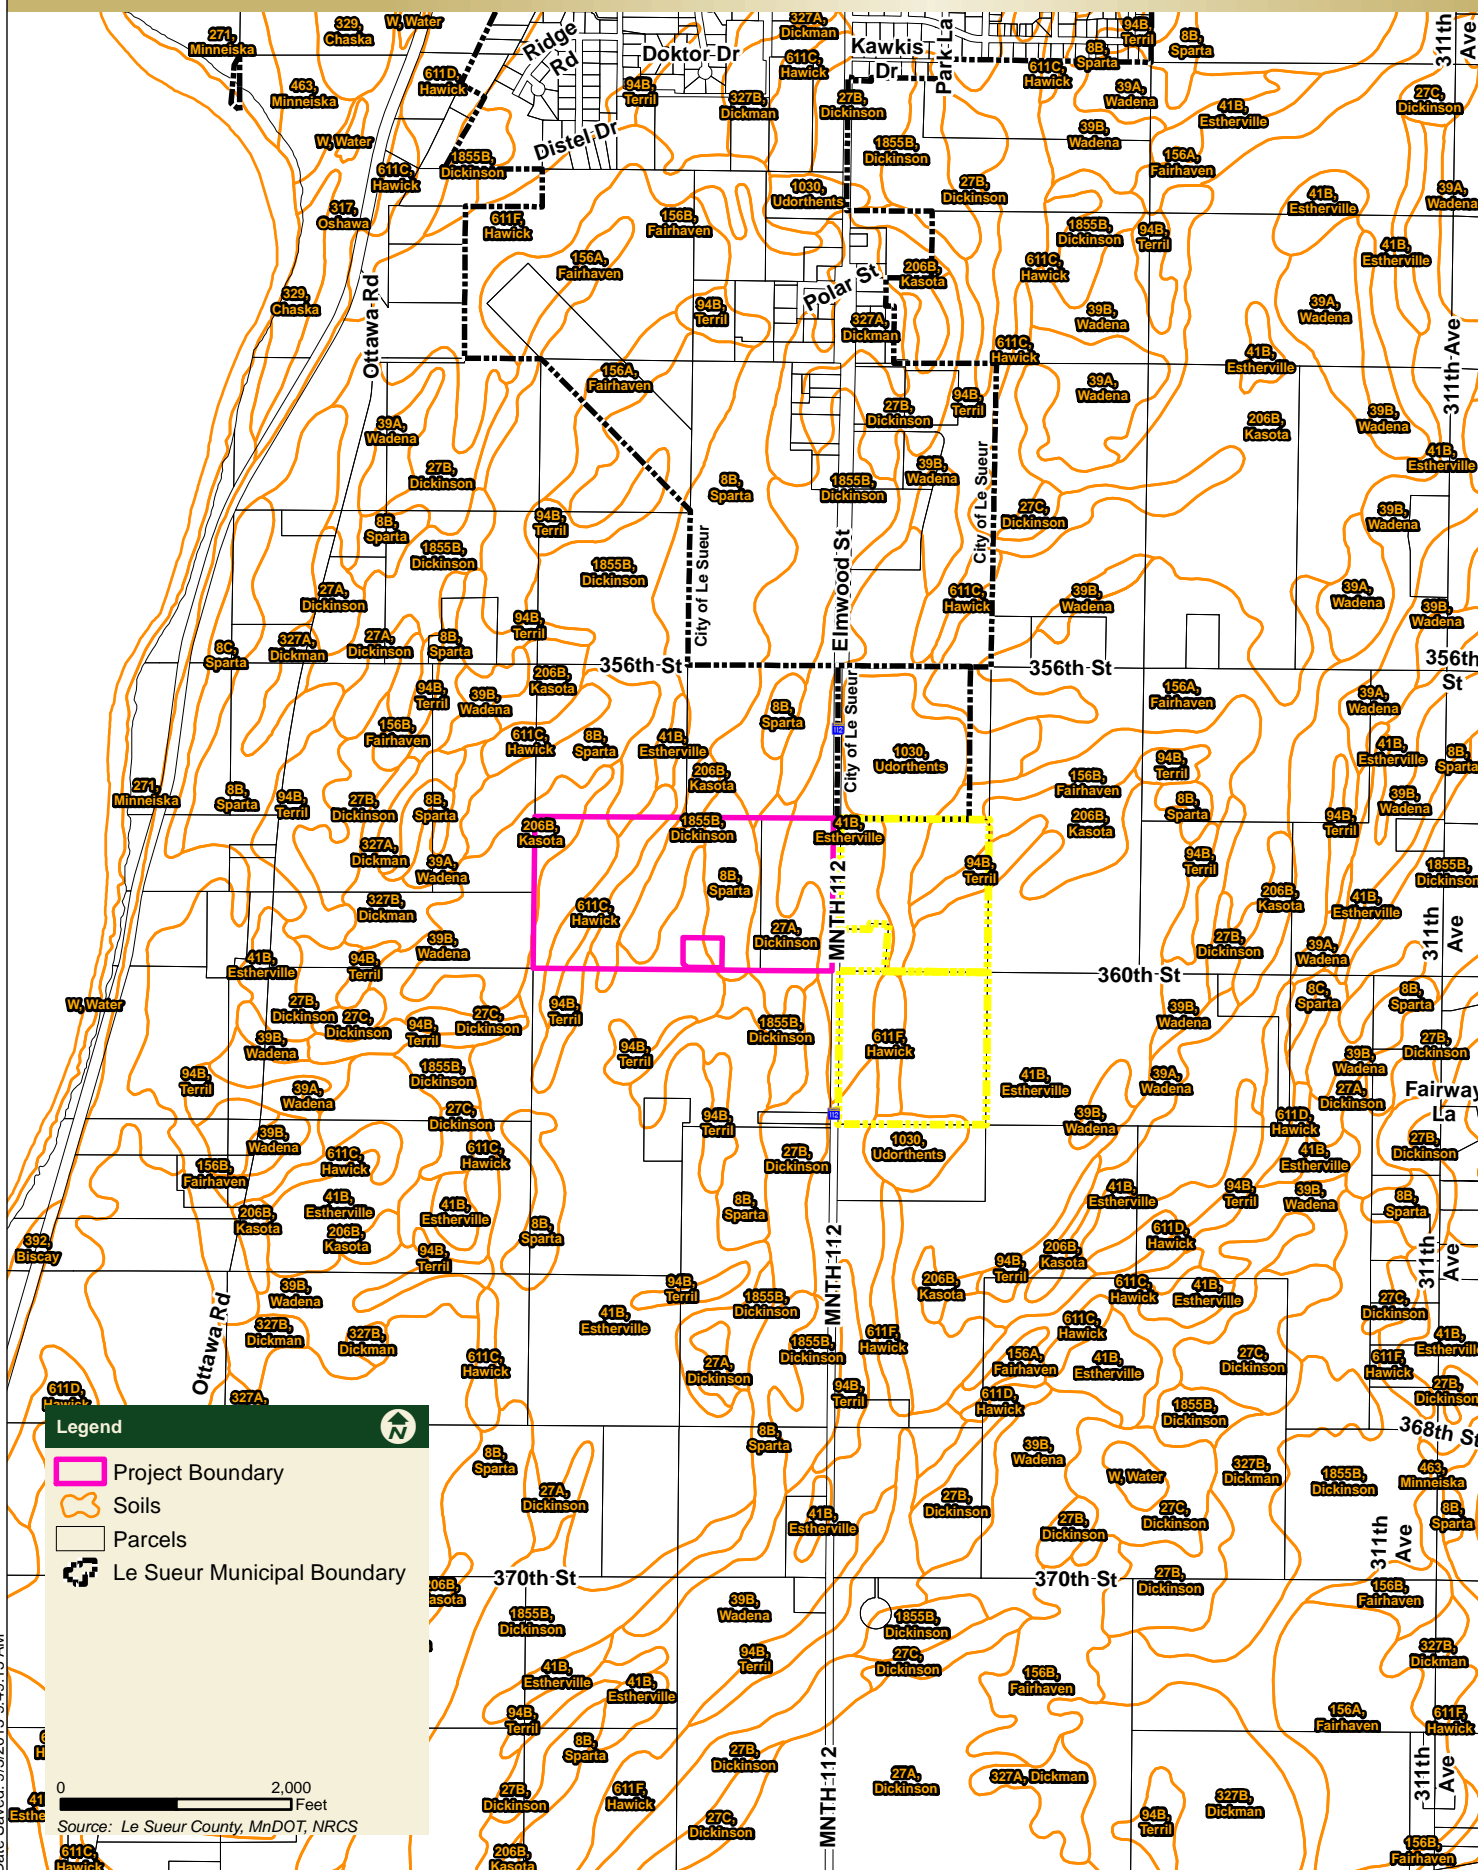 271,
Minneiska
329,
Chaska
W, Water
Ridge
Rd
327A,
Dickman
Doktor Dr
611C,
Hawick
Kawkis
Dr
Park La
94B,
Terril
8B,
Sparta
8B,
Sparta
311th
Ave
463,
Minneiska
611D,
Hawick
94B,
Terril
327B,
Dickman
27B,
Dickinson
611C,
Hawick
39A,
Wadena
41B,
Estherville
27C,
Dickinson
W, Water
Distel Dr
1855B,
Dickinson
611C,
Hawick
1855B,
Dickinson
39B,
Wadena
156A,
Fairhaven
317,
Oshawa
611F,
Hawick
156B,
Fairhaven
1030,
Udorthents
27B,
Dickinson
1855B,
Dickinson
94B,
Terril
41B,
Estherville
39A,
Wadena
156A,
Fairhaven
206B,
Kasota
611C,
Hawick
41B,
Estherville
329,
Chaska
Ottawa Rd
94B,
Terril
Polar St
327A,
Dickman
39B,
Wadena
39A,
Wadena
311th Ave
611C,
Hawick
41B,
Estherville
156A,
Fairhaven
39A,
Wadena
39A,
Wadena
27B,
Dickinson
94B,
Terril
206B,
Kasota
39B,
Wadena
27B,
Dickinson
8B,
Sparta
1855B,
Dickinson
39B,
Wadena
41B,
Estherville
8B,
Sparta
94B,
Terril
City of Le Sueur
27C,
Dickinson
39B,
Wadena
1855B,
Dickinson
1855B,
Dickinson
City of Le Sueur
Elmwood St
27A,
Dickinson
611C,
Hawick
39B,
Wadena
39A,
Wadena
39B,
Wadena
8C,
Sparta
327A,
Dickman
27A,
Dickinson
8B,
Sparta
94B,
Terril
356th St
356th St
356th
St
94B,
Terril
39B,
Wadena
206B,
Kasota
8B,
Sparta
City of Le Sueur
156A,
Fairhaven
39A,
Wadena
156B,
Fairhaven
611C,
Hawick
8B,
Sparta
41B,
Estherville
112
1030,
Udorthents
94B,
Terril
41B,
Estherville
8B,
Sparta
271,
Minneiska
8B,
Sparta
94B,
Terril
27B,
Dickinson
8B,
Sparta
206B,
Kasota
156B,
Fairhaven
8B,
Sparta
39B,
Wadena
206B,
Kasota
1855B,
Dickinson
41B,
Estherville
206B,
Kasota
94B,
Terril
327A,
Dickman
39A,
Wadena
8B,
Sparta
94B,
Terril
94B,
Terril
1855B,
Dickinson
327B,
Dickman
611C,
Hawick
MNTH 112
206B,
Kasota
41B,
Estherville
311th
Ave
39B,
Wadena
27A,
Dickinson
27B,
Dickinson
39A,
Wadena
41B,
Estherville
94B,
Terril
360th St
W, Water
27B,
Dickinson
27C,
Dickinson
94B,
Terril
27C,
Dickinson
94B,
Terril
39B,
Wadena
8C,
Sparta
8B,
Sparta
39B,
Wadena
94B,
Terril
1855B,
Dickinson
611F,
Hawick
27B,
Dickinson
94B,
Terril
39A,
Wadena
1855B,
Dickinson
41B,
Estherville
39A,
Wadena
39B,
Wadena
27A,
Dickinson
Fairway
La
27C,
Dickinson
94B,
Terril
112
39B,
Wadena
611D,
Hawick
39B,
Wadena
156B,
Fairhaven
611C,
Hawick
611C,
Hawick
27B,
Dickinson
1030,
Udorthents
41B,
Estherville
27B,
Dickinson
206B,
Kasota
41B,
Estherville
206B,
Kasota
41B,
Estherville
8B,
Sparta
8B,
Sparta
41B,
Estherville
94B,
Terril
39B,
Wadena
8B,
Sparta
611D,
Hawick
392,
Biscay
94B,
Terril
MNTH 112
206B,
Kasota
94B,
Terril
206B,
Kasota
311th
Ave
Ottawa Rd
39B,
Wadena
94B,
Terril
1855B,
Dickinson
611C,
Hawick
41B,
Estherville
27C,
Dickinson
327B,
Dickman
327B,
Dickman
41B,
Estherville
611C,
Hawick
1855B,
Dickinson
611F,
Hawick
611C,
Hawick
27A,
Dickinson
156A,
Fairhaven
41B,
Estherville
27C,
Dickinson
611F,
Hawick
41B,
Estherville
611D,
Hawick
327A,
94B,
Terril
611D,
Hawick
1855B,
Dickinson
27B,
Dickinson
368th St
8B,
Sparta
8B,
Sparta
39B,
Wadena
W, Water
327B,
Dickman
1855B,
Dickinson
463,
Minneiska
27A,
Dickinson
41B,
Estherville
27B,
Dickinson
27B,
Dickinson
27C,
Dickinson
8B,
Sparta
311th
Ave
370th St
370th St
27B,
Dickinson
156B,
Fairhaven
1855B,
Dickinson
39B,
Wadena
1855B,
Dickinson
94B,
Terril
27C,
Dickinson
327B,
Dickman
41B,
Estherville
41B,
Estherville
156B,
Fairhaven
94B,
Terril
156A,
Fairhaven
611F,
Hawick
8B,
Sparta
27B,
Dickinson
MNTH 112
27A,
Dickinson
327A, Dickman
311th
Ave
27B,
Dickinson
611F,
Hawick
327B,
Dickman
27C,
Dickinson
94B,
Terril
206B,
Kasota
156B,
Fairhaven
611C,
Hawick
Legend
N
Project Boundary
Soils
Parcels
Le Sueur Municipal Boundary
0 2,000
Feet
Source: Le Sueur County, MnDOT, NRCS